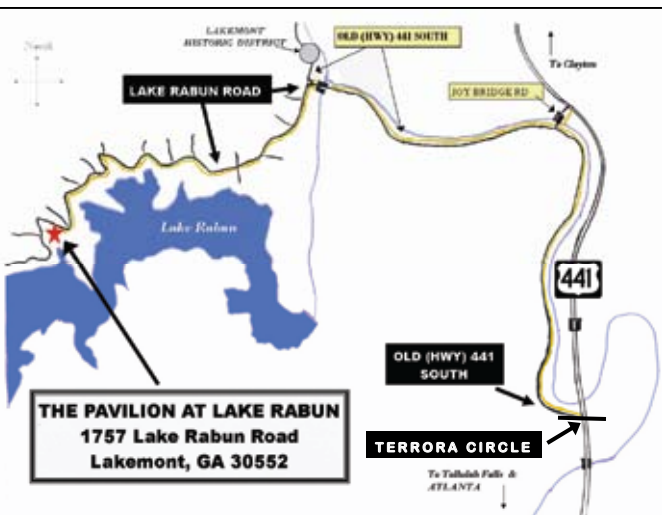 North
LAKEMONT
HISTORIC DISTRICT
OLD (HWY) 441 SOUTH
To Clayton
LAKE RABUN ROAD
JOY BRIDGE RD
Lake Rabun
441
OLD (HWY) 441
SOUTH
THE PAVILION AT LAKE RABUN
1757 Lake Rabun Road
Lakemont, GA 30552
TERRORA CIRCLE
To Tallulah Falls &
ATLANTA